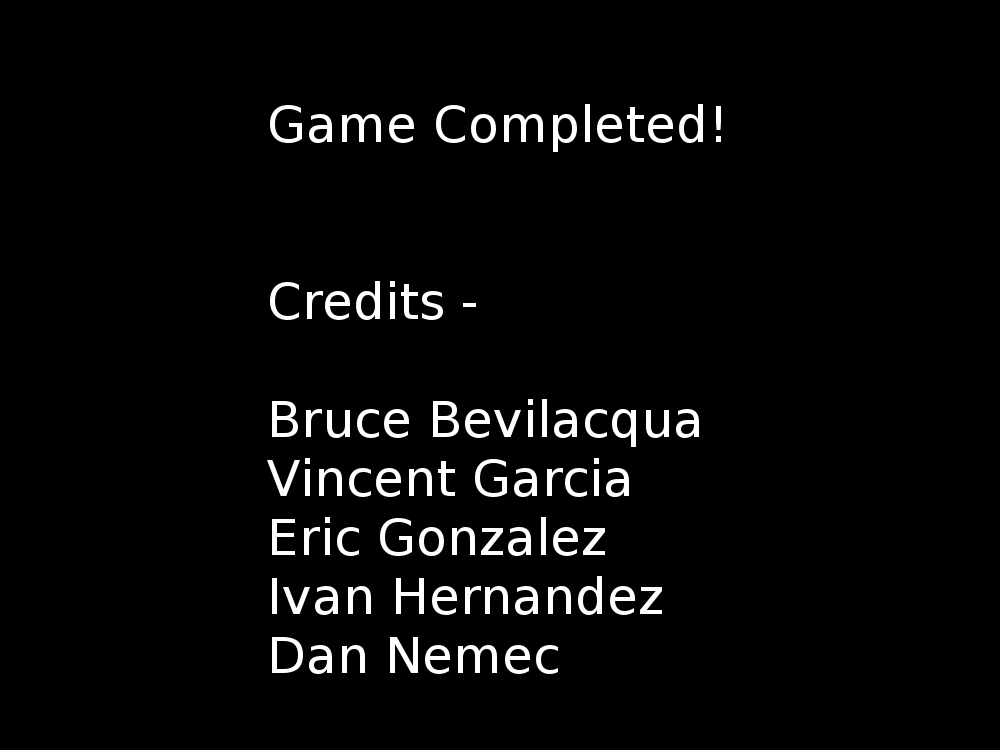 Game Completed!
Credits -
Bruce Bevilacqua
Vincent Garcia
Eric Gonzalez
Ivan Hernandez
Dan Nemec